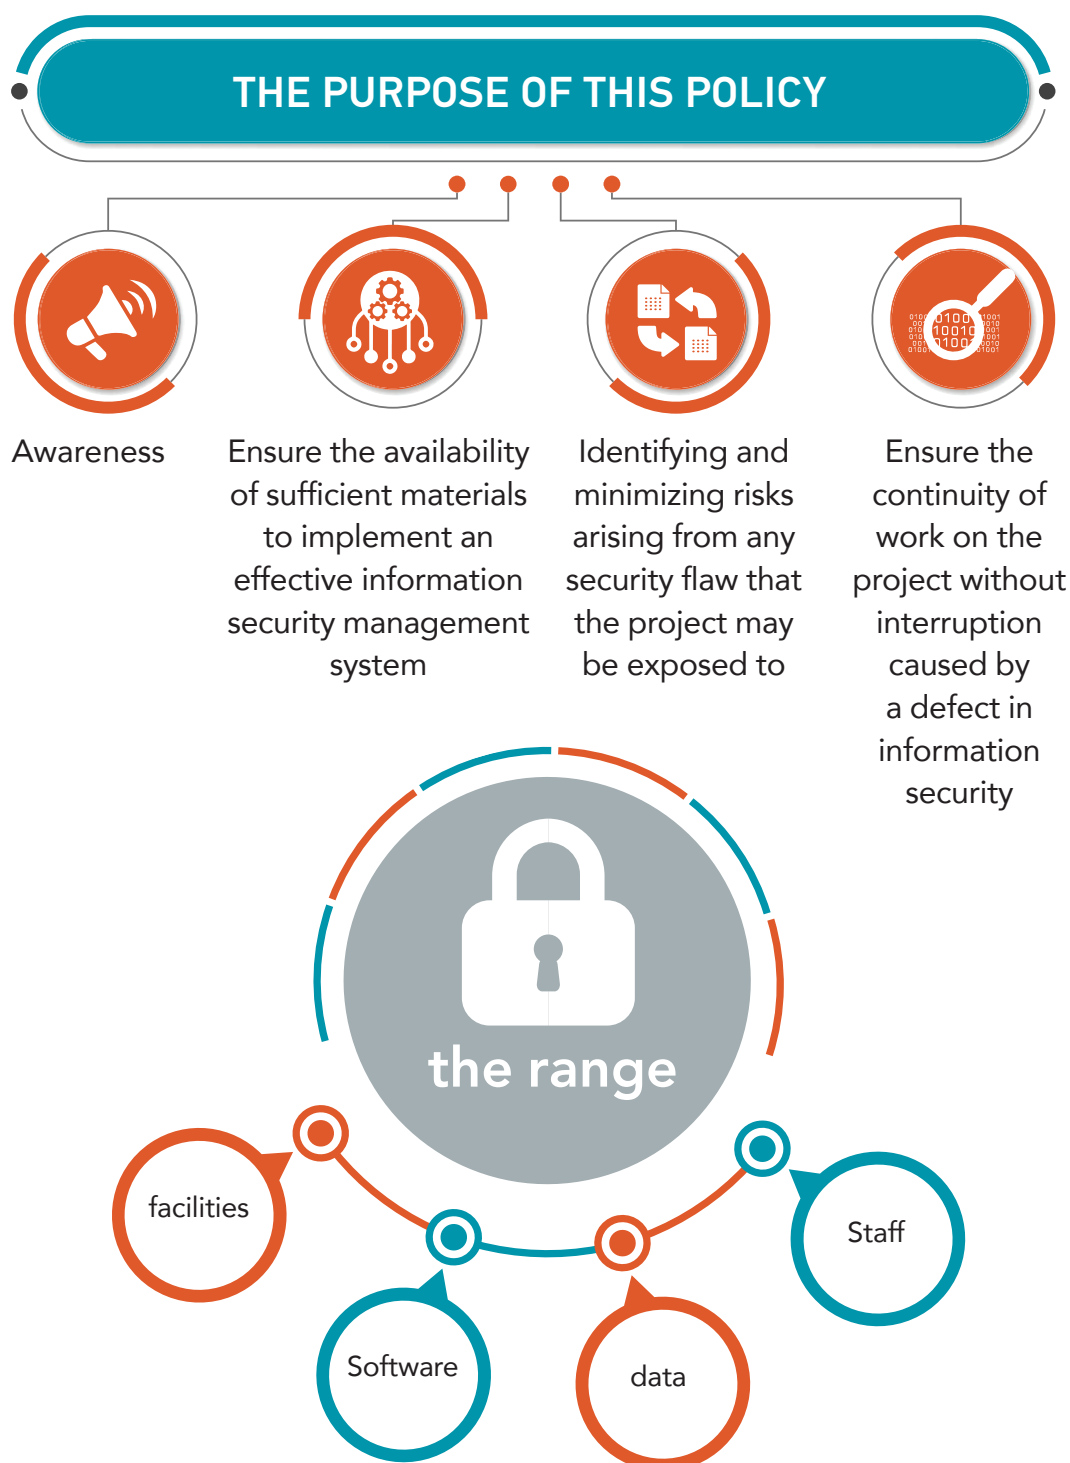 THE PURPOSE OF THIS POLICY
Awareness
Ensure the availability
of sufficient materials
to implement an
effective information
security management
system
Identifying and
minimizing risks
arising from any
security flaw that
the project may
be exposed to
Ensure the
continuity of
work on the
project without
interruption
caused by
a defect in
information
security
the range
facilities
Software
data
Staff